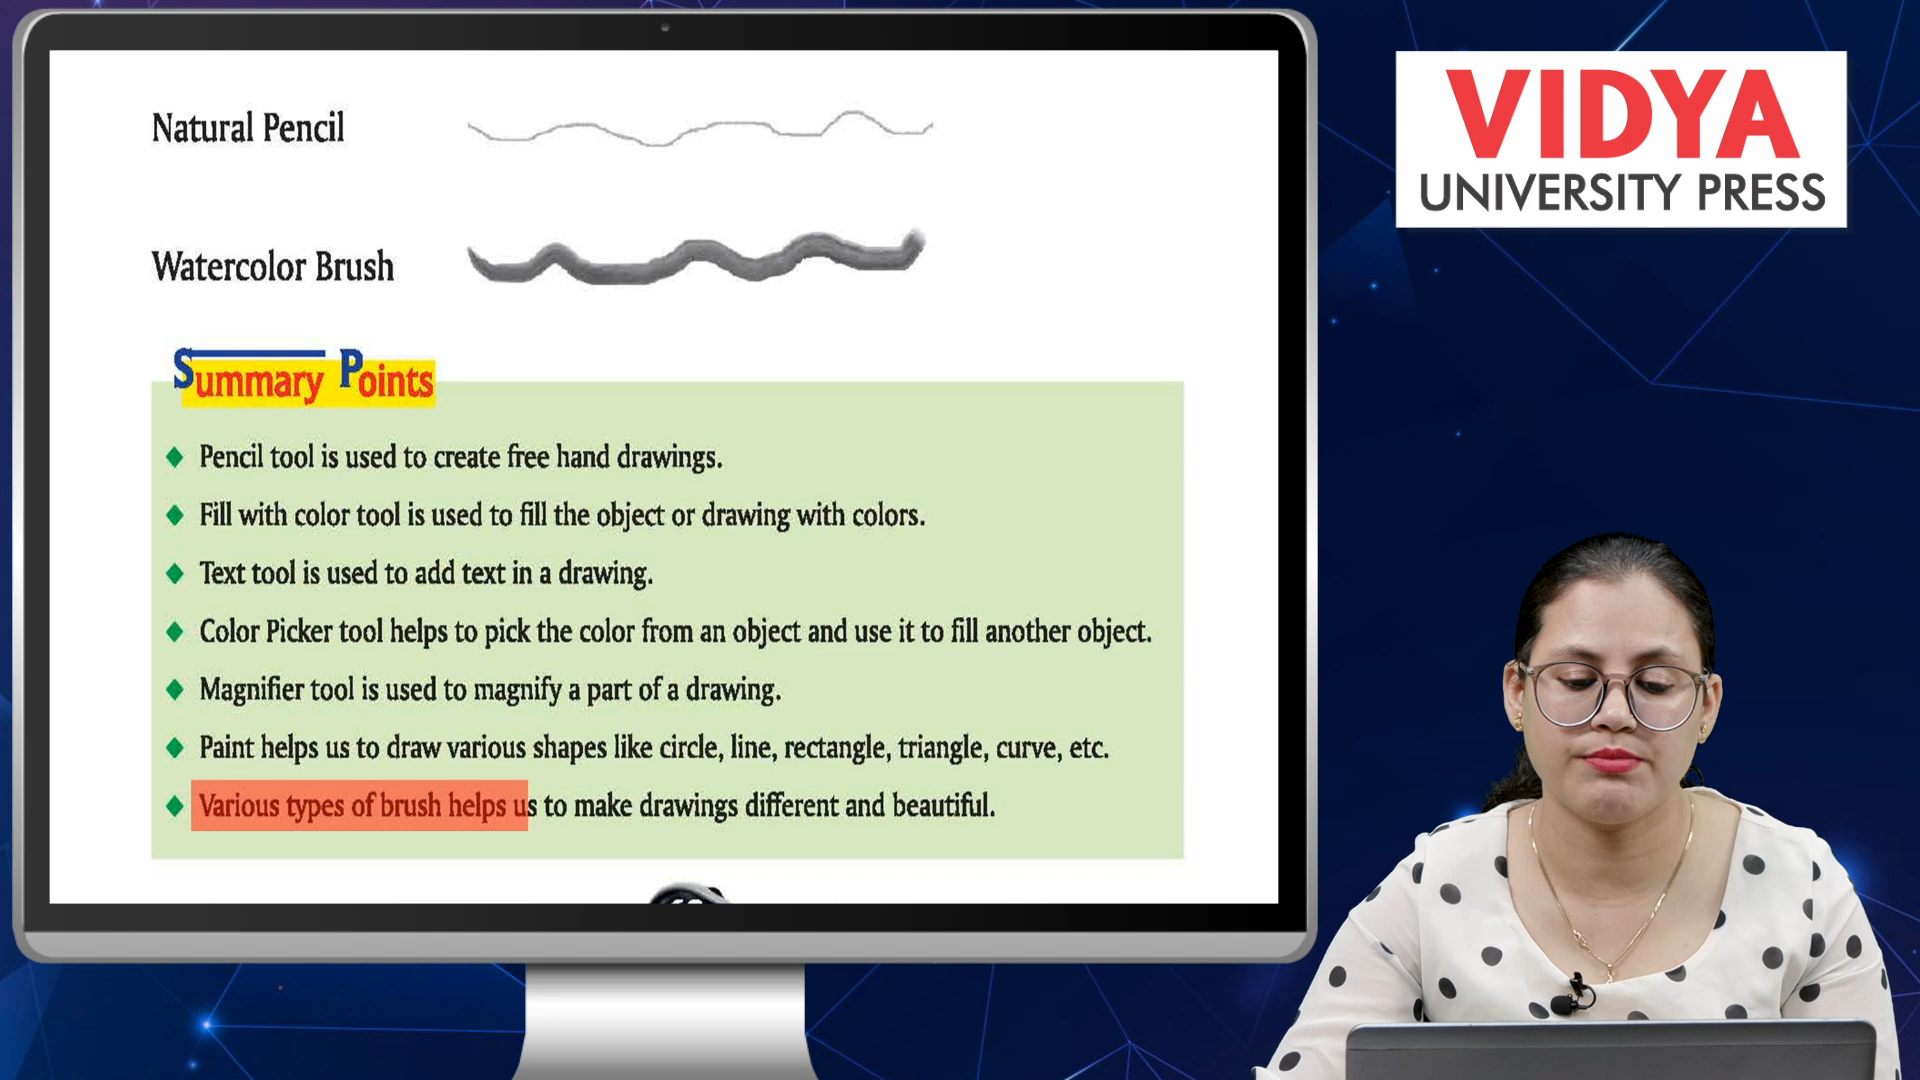 Natural Pencil
Watercolor Brush
Summary Points
Pencil tool is used to create free hand drawings.
Fill with color tool is used to fill the object or drawing with colors.
Text tool is used to add text in a drawing.
Color Picker tool helps to pick the color from an object and use it to fill another object.
Magnifier tool is used to magnify a part of a drawing.
Paint helps us to draw various shapes like circle, line, rectangle, triangle, curve, etc.
Various types of brush helps us to make drawings different and beautiful.
VIDYA
UNIVERSITY PRESS